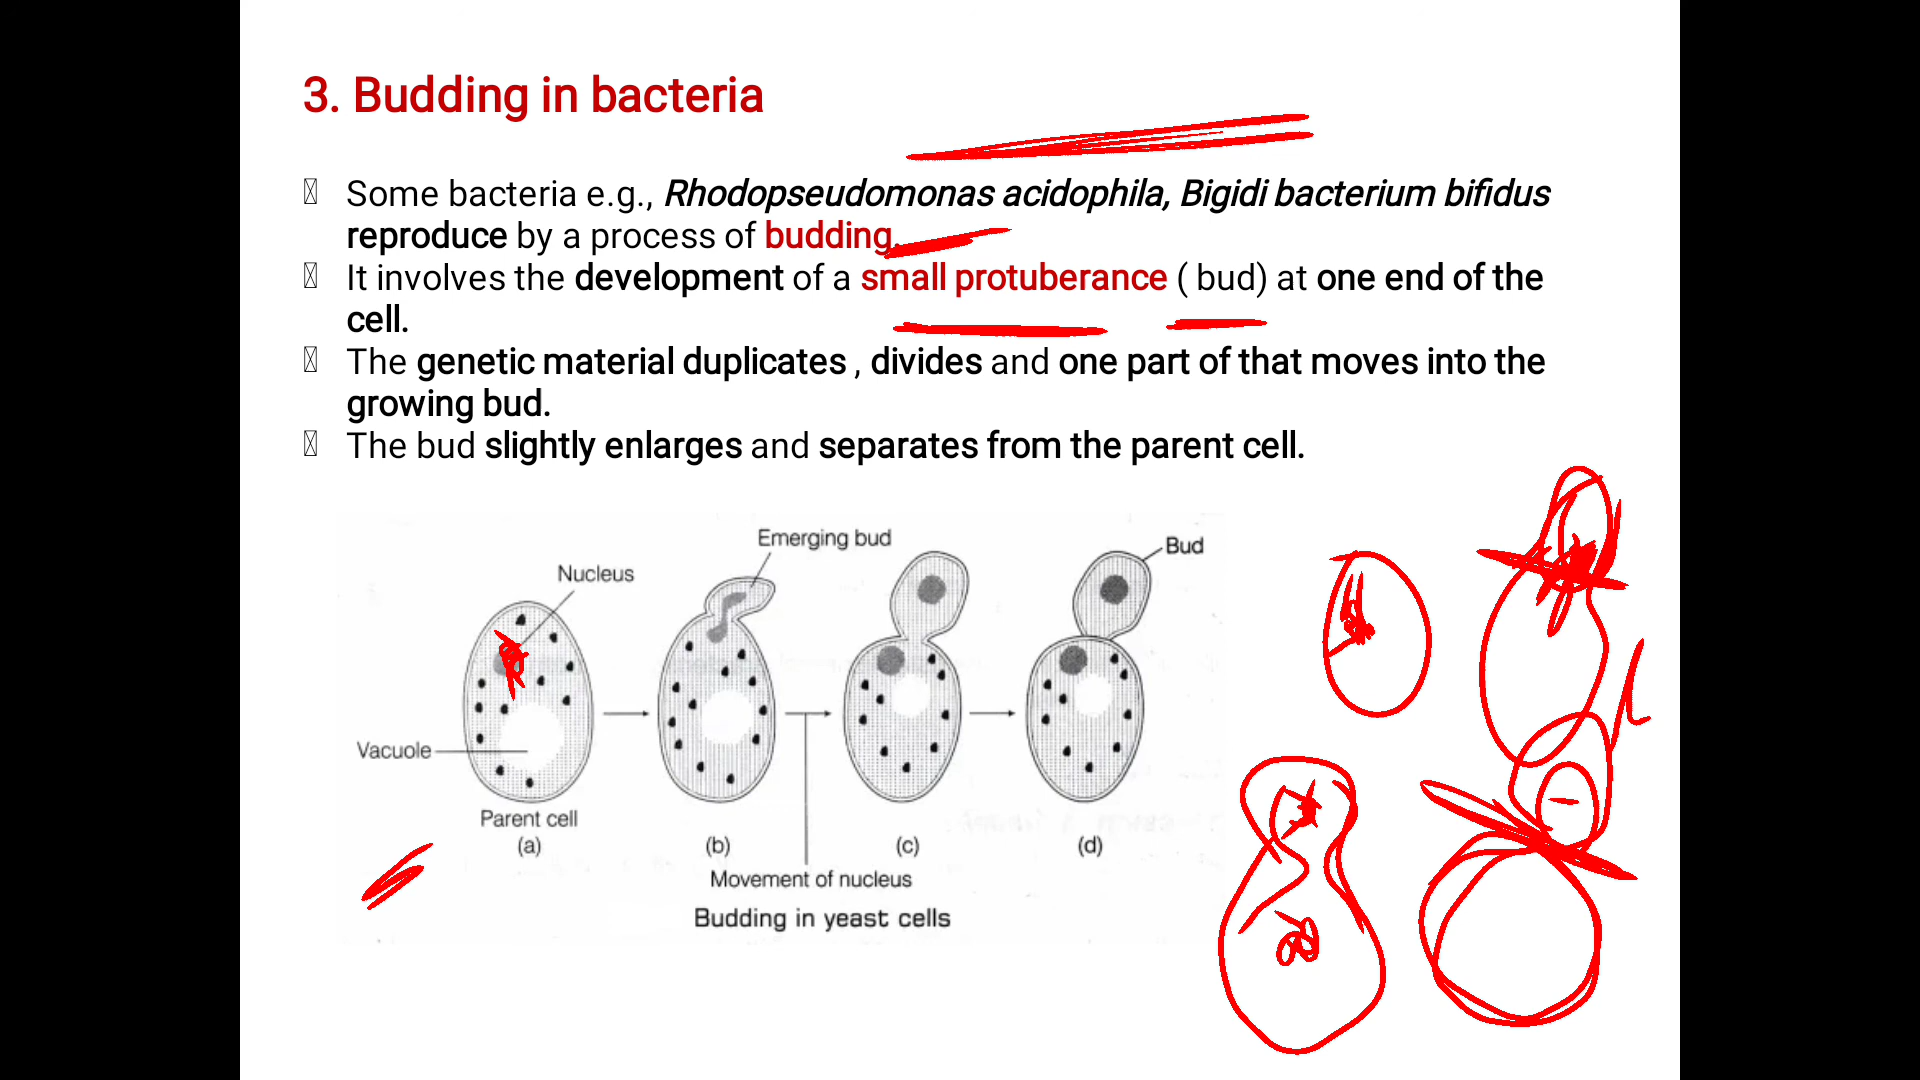 3. Budding in bacteria
Some bacteria e.g., Rhodopseudomonas acidophila, Bigidi bacterium bifidus
reproduce by a process of budding.
It involves the development of a small protuberance ( bud) at one end of the
cell.
The genetic material duplicates , divides and one part of that moves into the
growing bud.
The bud slightly enlarges and separates from the parent cell.
Emerging bud
Bud
Nucleus
Vacuole
Parent cell
(a)
(b)
(c)
(d)
Movement of nucleus
Budding in yeast cells